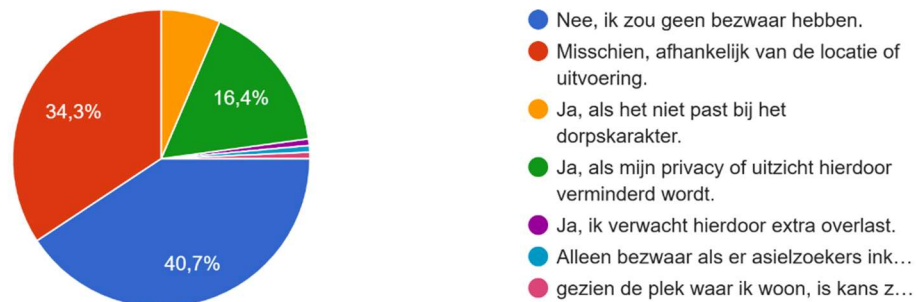 Nee, ik zou geen bezwaar hebben.
Misschien, afhankelijk van de locatie of
uitvoering.
Ja, als het niet past bij het
dorpskarakter.
Ja, als mijn privacy of uitzicht hierdoor
verminderd wordt.
Ja, ik verwacht hierdoor extra overlast.
Alleen bezwaar als er asielzoekers ink...
gezien de plek waar ik woon, is kans z...
34,3%
16,4%
40,7%